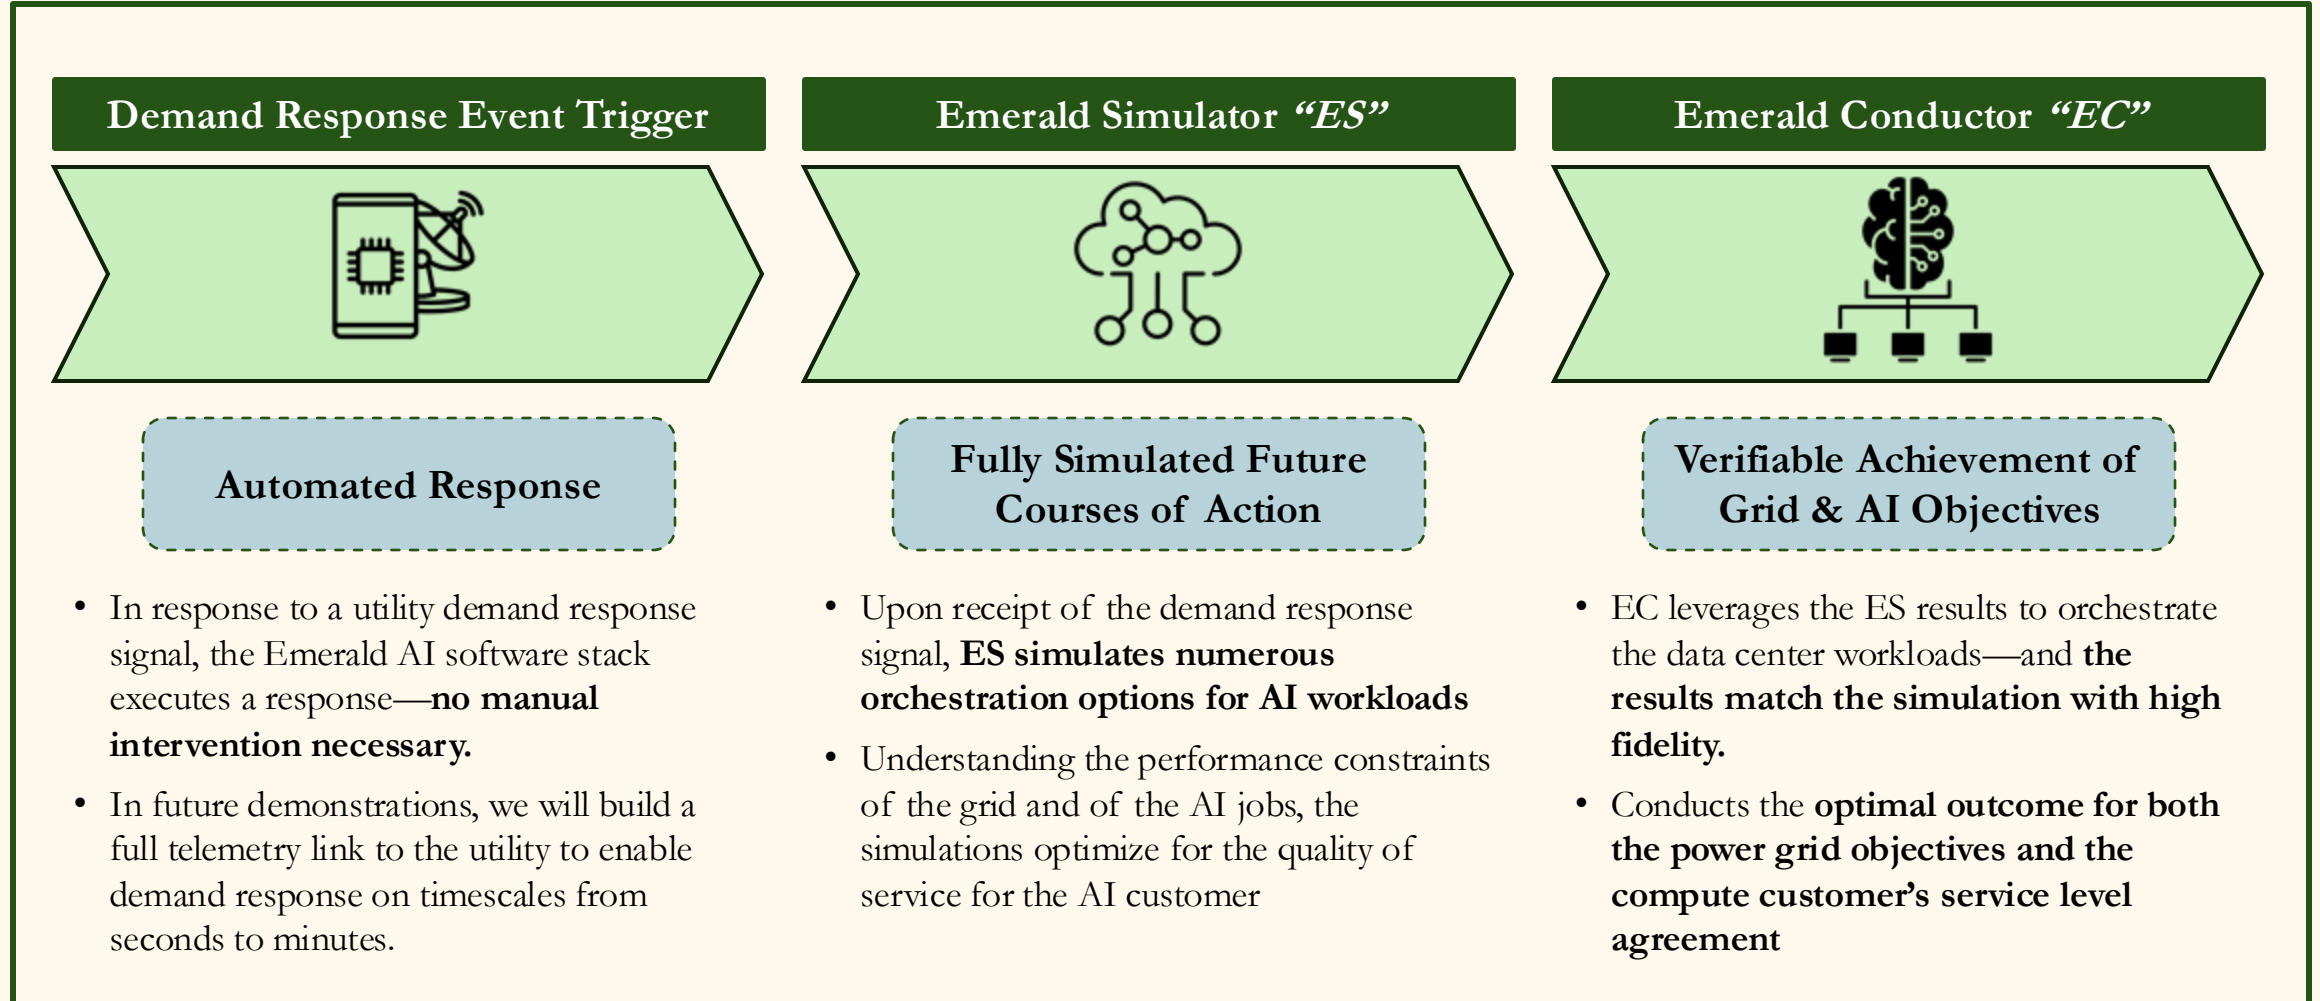 Demand Response Event Trigger
Automated Response
• In response to a utility demand response
signal, the Emerald AI software stack
executes a response—no manual
intervention necessary.
• In future demonstrations, we will build a
full telemetry link to the utility to enable
demand response on timescales from
seconds to minutes.
Emerald Simulator “ES”
Fully Simulated Future
Courses of Action
• Upon receipt of the demand response
signal, ES simulates numerous
orchestration options for AI workloads
• Understanding the performance constraints
of the grid and of the AI jobs, the
simulations optimize for the quality of
service for the AI customer
Emerald Conductor “EC”
Verifiable Achievement of
Grid & AI Objectives
• EC leverages the ES results to orchestrate
the data center workloads—and the
results match the simulation with high
fidelity.
• Conducts the optimal outcome for both
the power grid objectives and the
compute customer’s service level
agreement